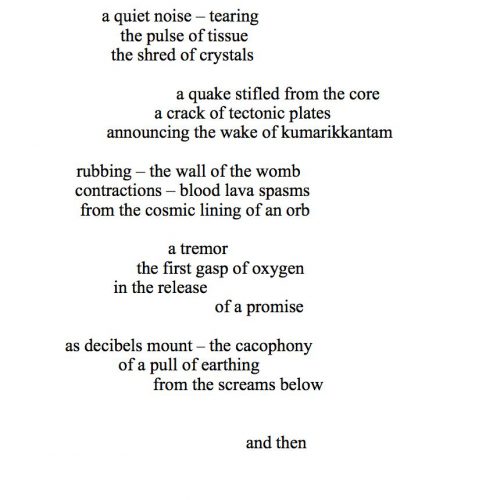 a quiet noise – tearing
the pulse of tissue
the shred of crystals
a quake stifled from the core
a crack of tectonic plates
announcing the wake of kumarikkantam
rubbing – the wall of the womb
contractions – blood lava spasms
from the cosmic lining of an orb
a tremor
the first gasp of oxygen
in the release
of a promise
as decibels mount – the cacophony
of a pull of earthing
from the screams below
and then